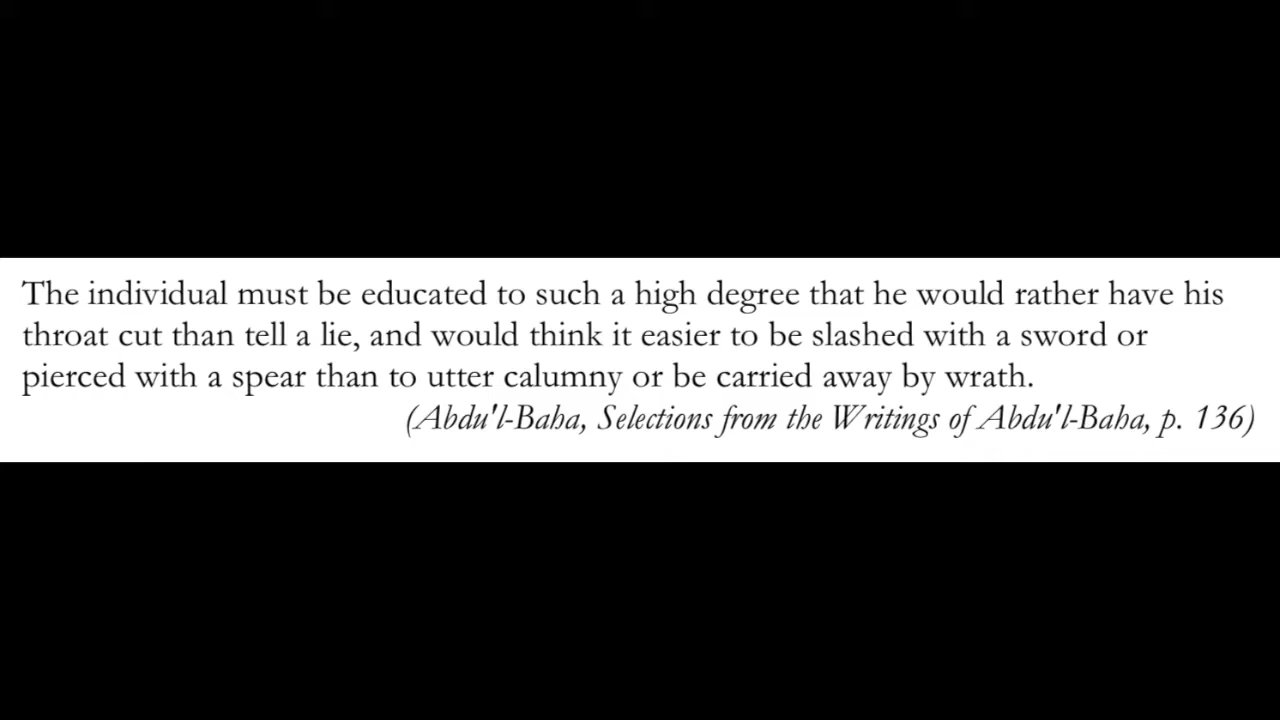 The individual must be educated to such a high degree that he would rather have his
throat cut than tell a lie, and would think it easier to be slashed with a sword or
pierced with a spear than to utter calumny or be carried away by wrath.
(Abdu'l-Baha, Selections from the Writings of Abdu'l-Baha, p. 136)